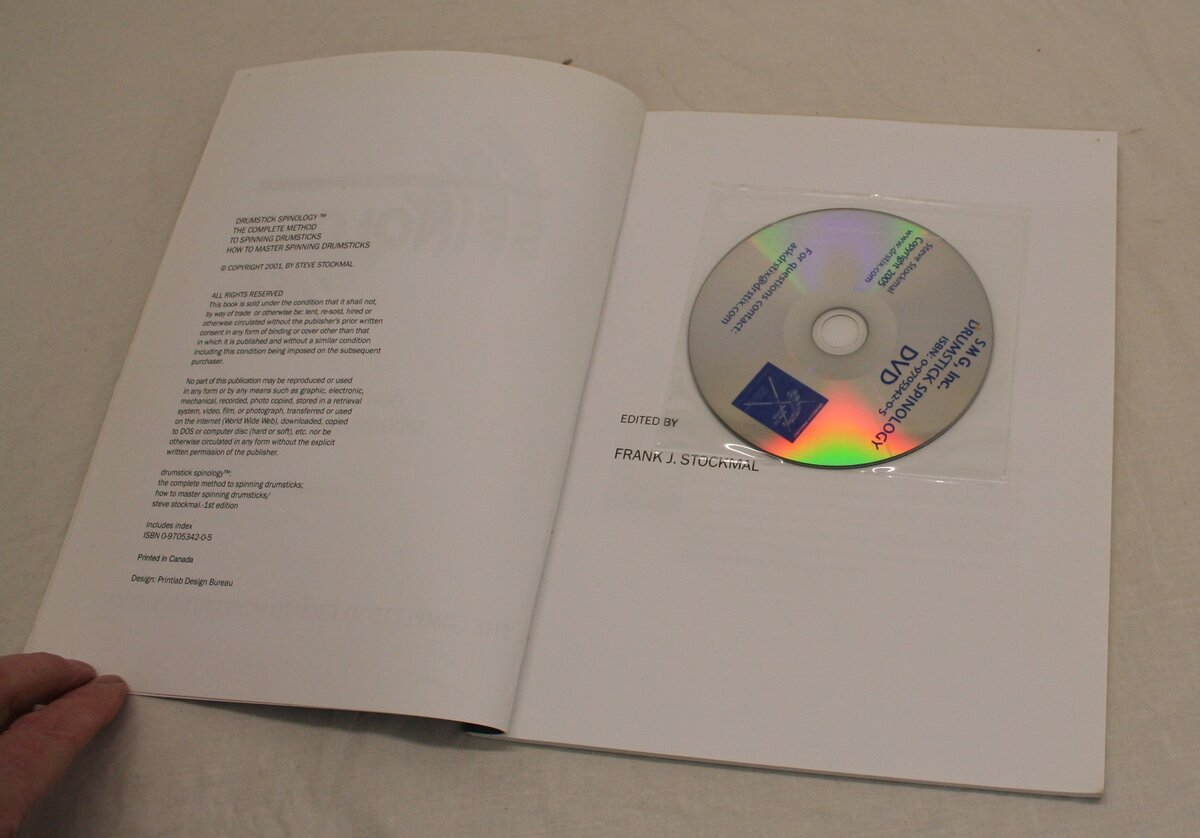 DRUMSTICK SPINOLOGY™
THE COMPLETE METHOD
TO SPINNING DRUMSTICKS
HOW TO MASTER SPINNING DRUMSTICKS
© COPYRIGHT 2001, BY STEVE STOCKMAL
ALL RIGHTS RESERVED
This book is sold under the condition that it shall not,
by way of trade or otherwise be: lent, re-sold, hired or
otherwise circulated without the publisher's prior written
consent in any form of binding or cover other than that
in which it is published and without a similar condition
including this condition being imposed on the subsequent
purchaser.
No part of this publication may be reproduced or used
in any form or by any means such as graphic, electronic,
mechanical, recorded, photo copied, stored in a retrieval
system, video, film, or photograph, transferred or used
on the internet (World Wide Web), downloaded, copied
to DOS or computer disc (hard or soft), etc. nor be
otherwise circulated in any form without the explicit
written permission of the publisher.
drumstick spinology™:
the complete method to spinning drumsticks;
how to master spinning drumsticks/
steve stockmal.-1st edition
includes index
ISBN 0-9705342-0-5
Printed in Canada
Design: Printlab Design Bureau
EDITED BY
FRANK J. STOCKMAL
S M G, Inc.
DRUMSTICK SPINOLOGY
ISBN: 0-9705342-0-5
DVD
Steve Stockmal
Copyright 2005
www.drstix.com
For questions contact:
askdrstix@drstix.com